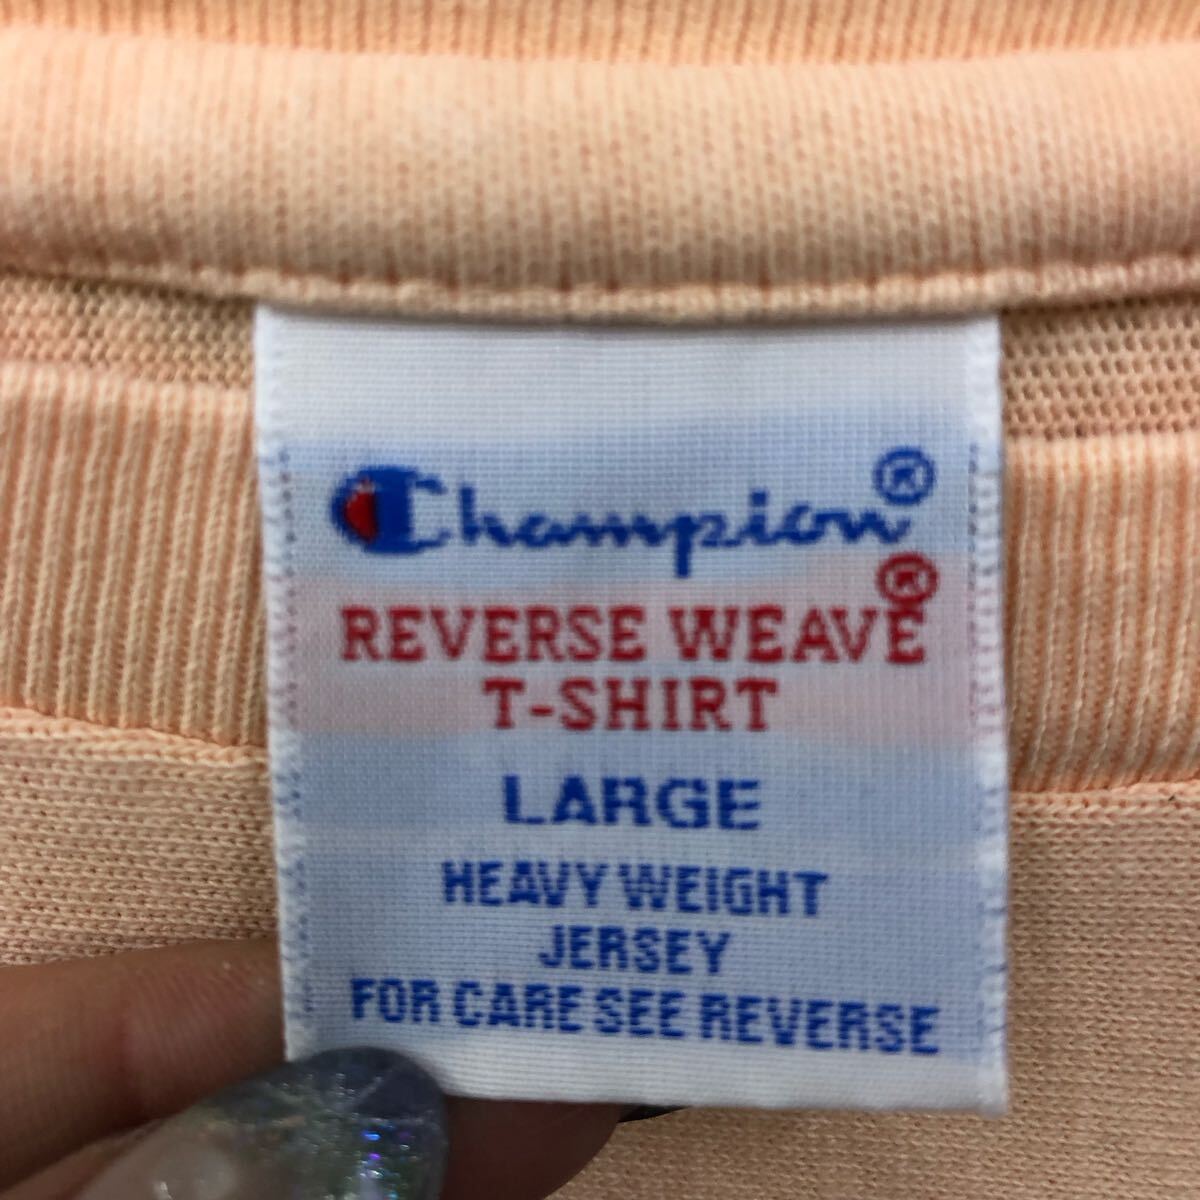 Champion®
REVERSE WEAVE®
T-SHIRT
LARGE
HEAVY WEIGHT
JERSEY
FOR CARE SEE REVERSE